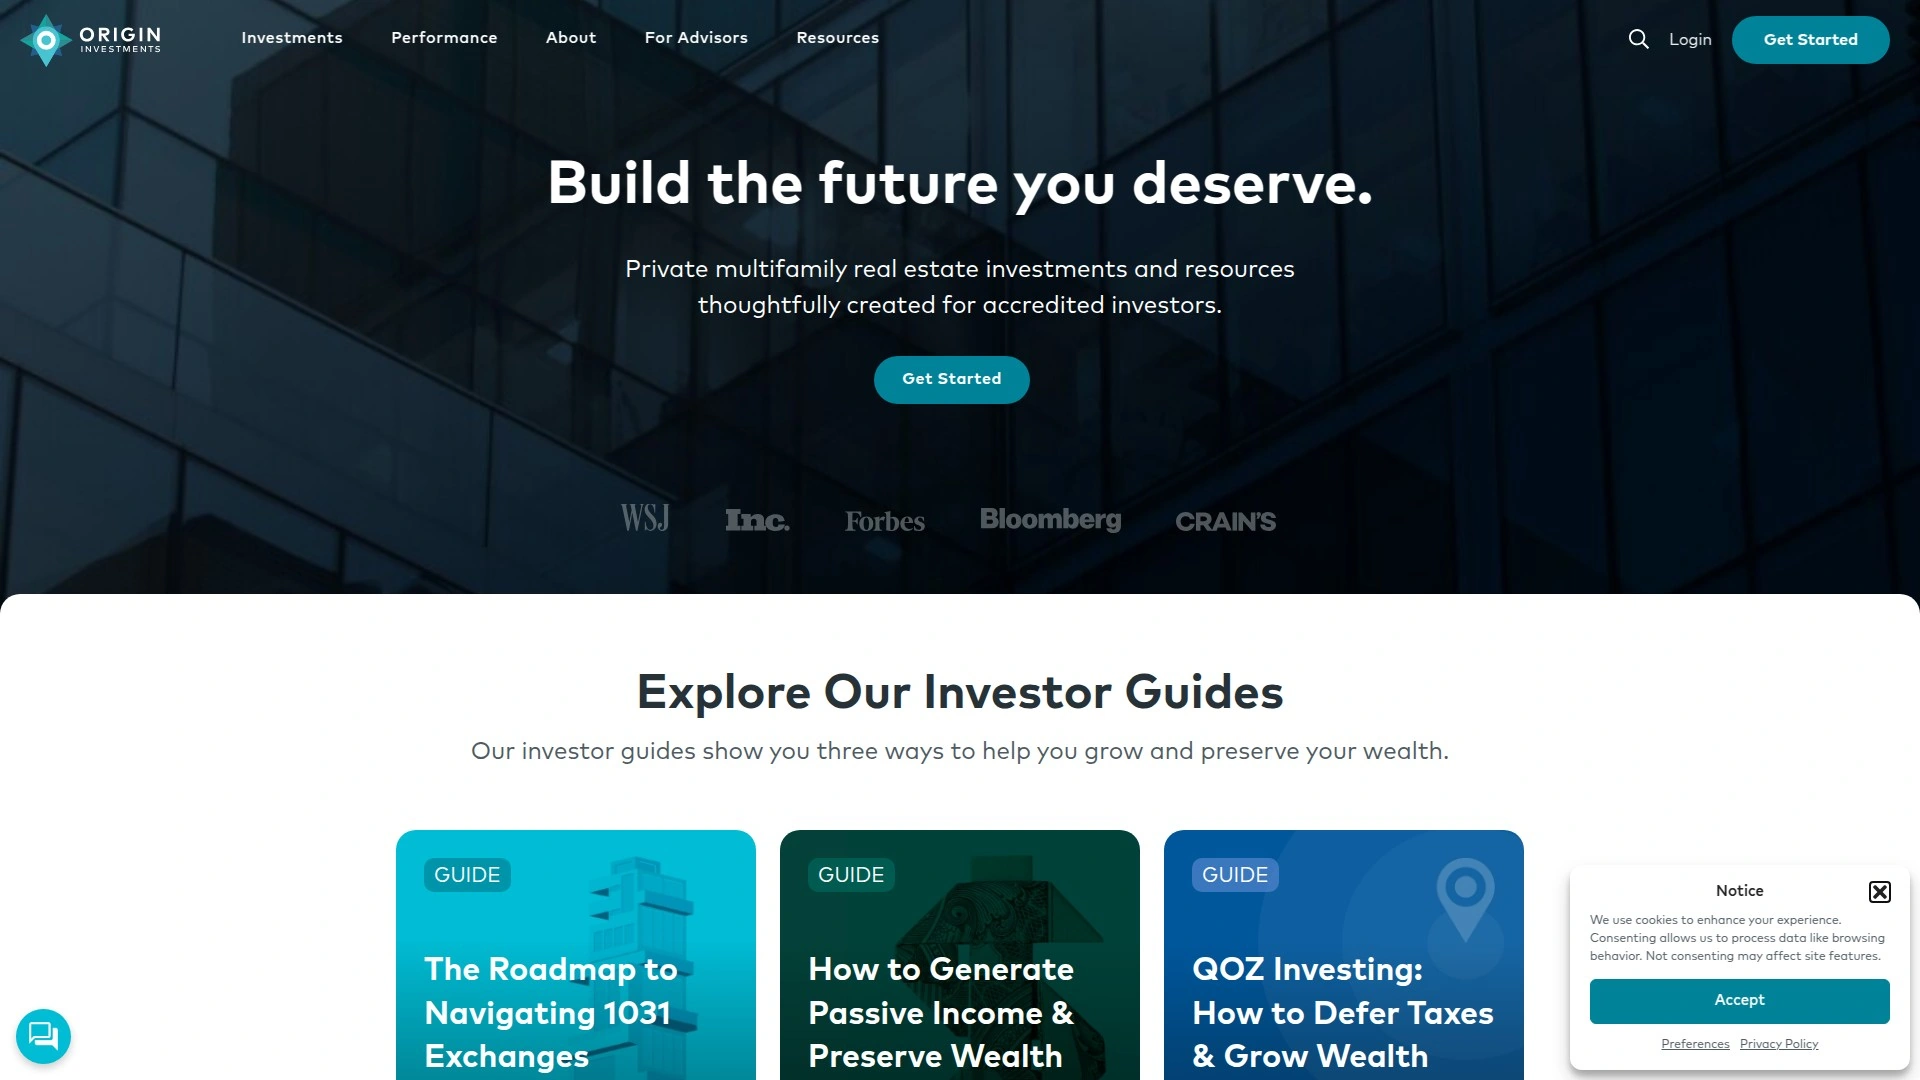 ORIGIN
INVESTMENTS
Investments
Performance
About
For Advisors
Resources
Login
Get Started
Build the future you deserve.
Private multifamily real estate investments and resources
thoughtfully created for accredited investors.
Get Started
WSJ
Inc.
Forbes
Bloomberg
CRAIN'S
Explore Our Investor Guides
Our investor guides show you three ways to help you grow and preserve your wealth.
GUIDE
The Roadmap to
Navigating 1031
Exchanges
GUIDE
How to Generate
Passive Income &
Preserve Wealth
GUIDE
QOZ Investing:
How to Defer Taxes
& Grow Wealth
Notice
We use cookies to enhance your experience.
Consenting allows us to process data like browsing
behavior. Not consenting may affect site features.
Accept
Preferences
Privacy Policy